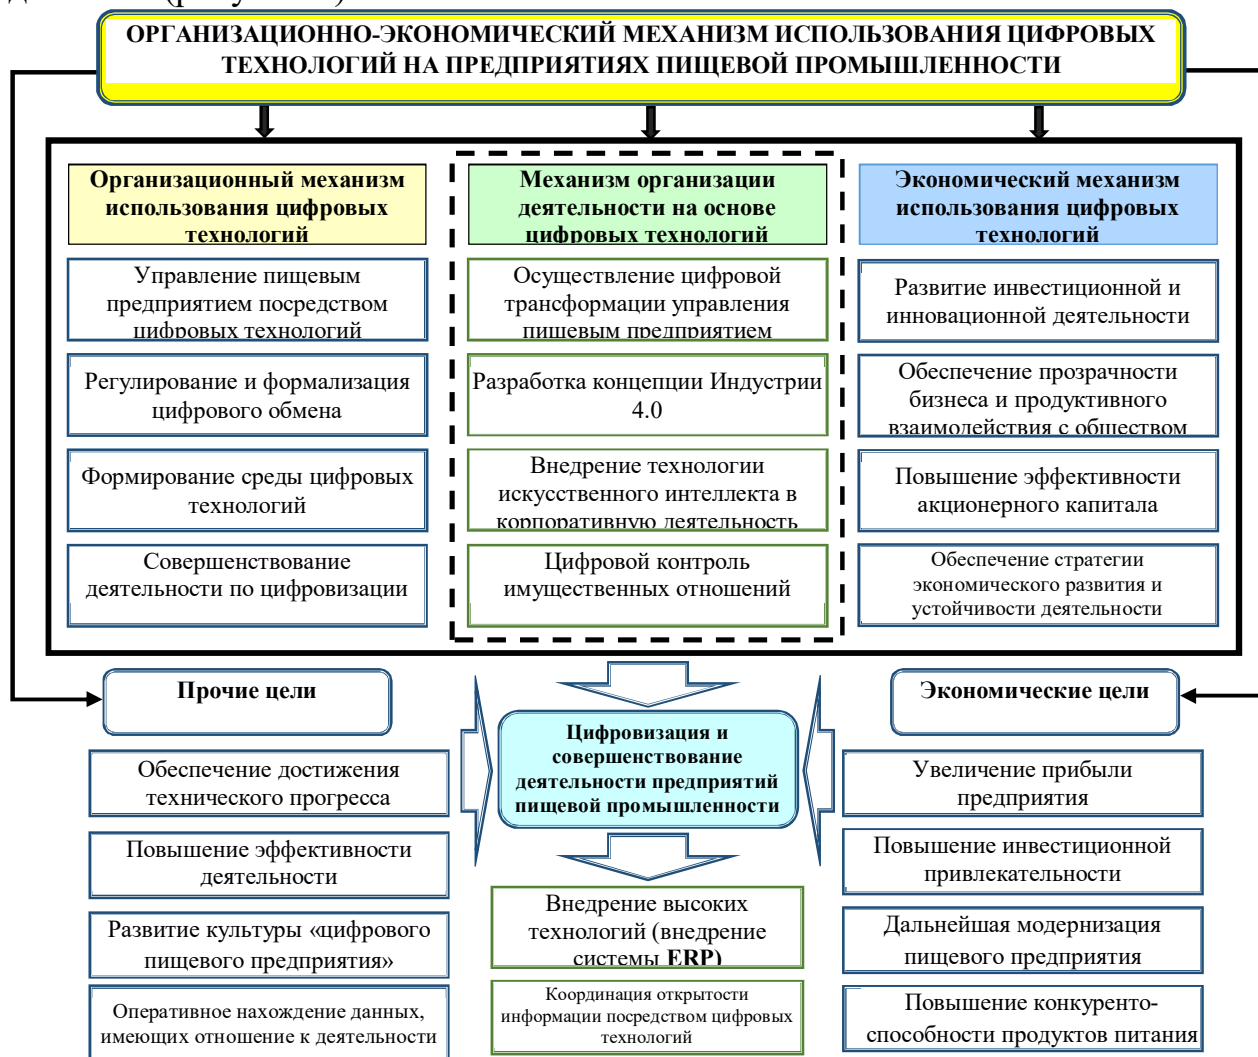 ОРГАНИЗАЦИОННО-ЭКОНОМИЧЕСКИЙ МЕХАНИЗМ ИСПОЛЬЗОВАНИЯ ЦИФРОВЫХ
ТЕХНОЛОГИЙ НА ПРЕДПРИЯТИЯХ ПИЩЕВОЙ ПРОМЫШЛЕННОСТИ
Организационный механизм
использования цифровых
технологий
Управление пищевым
предприятием посредством
цифровых технологий
Регулирование и формализация
цифрового обмена
Формирование среды цифровых
технологий
Совершенствование
деятельности по цифровизации
Механизм организации
деятельности на основе
цифровых технологий
Осуществление цифровой
трансформации управления
пищевым предприятием
Разработка концепции Индустрии
4.0
Внедрение технологии
искусственного интеллекта в
корпоративную деятельность
Цифровой контроль
имущественных отношений
Экономический механизм
использования цифровых
технологий
Развитие инвестиционной и
инновационной деятельности
Обеспечение прозрачности
бизнеса и продуктивного
взаимодействия с обществом
Повышение эффективности
акционерного капитала
Обеспечение стратегии
экономического развития и
устойчивости деятельности
Прочие цели
Обеспечение достижения
технического прогресса
Повышение эффективности
деятельности
Развитие культуры «цифрового
пищевого предприятия»
Оперативное нахождение данных,
имеющих отношение к деятельности
Цифровизация и
совершенствование
деятельности предприятий
пищевой промышленности
Внедрение высоких
технологий (внедрение
системы ERP)
Координация открытости
информации посредством цифровых
технологий
Экономические цели
Увеличение прибыли
предприятия
Повышение инвестиционной
привлекательности
Дальнейшая модернизация
пищевого предприятия
Повышение конкуренто-
способности продуктов питания